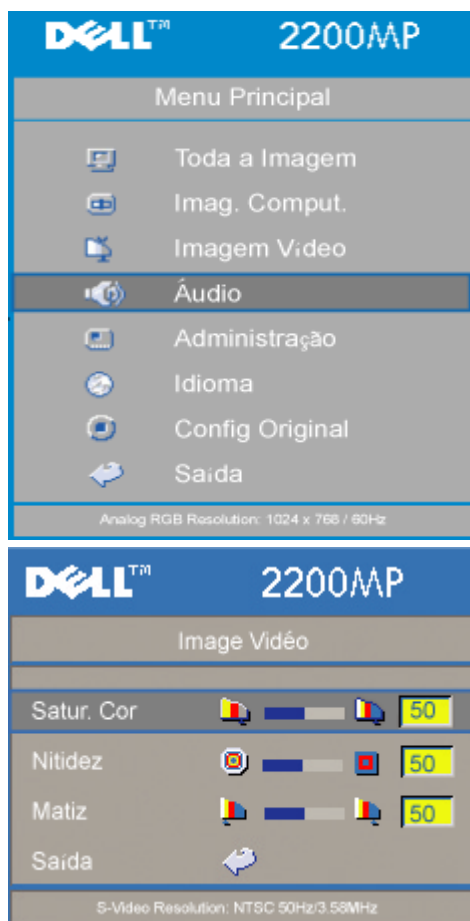 DELL™ 2200MP
Menu Principal
Toda a Imagem
Imag. Comput.
Imagem Vídeo
Áudio
Administração
Idioma
Config Original
Saída
Analog RGB Resolution: 1024 x 768 / 60Hz
DELL™ 2200MP
Image Vidéo
Satur. Cor 50
Nitidez 50
Matiz 50
Saída
S-Video Resolution: NTSC 50Hz/3.58MHz